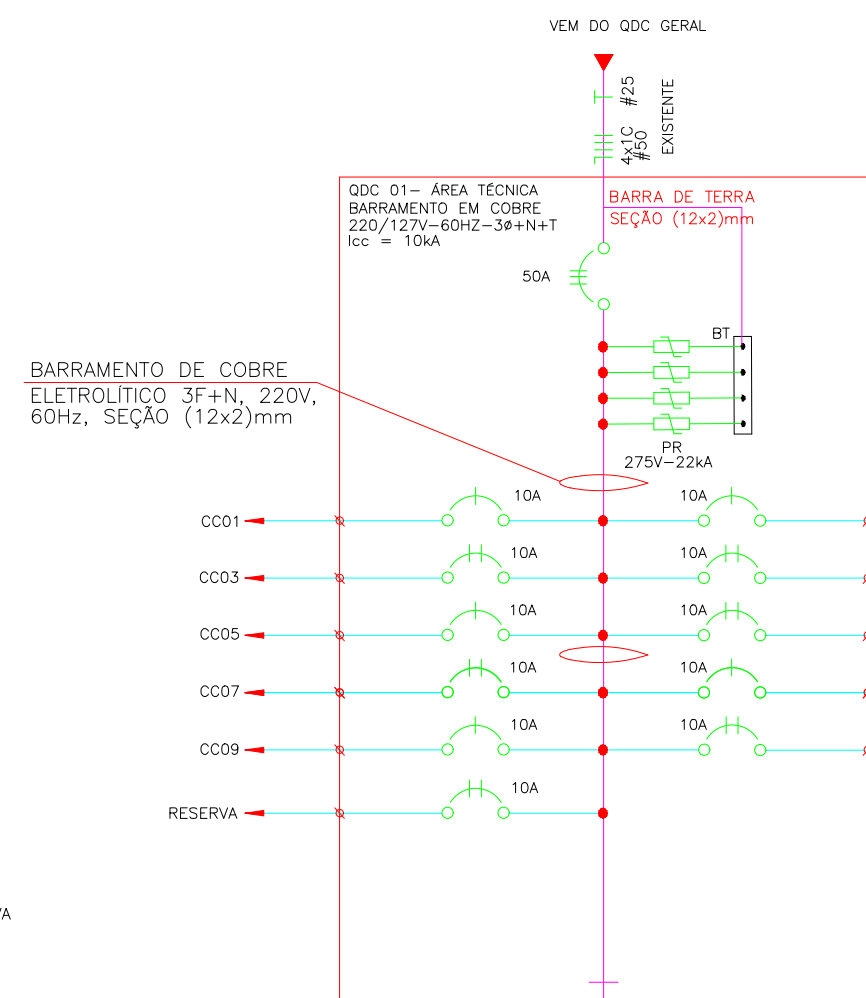 VEM DO QDC GERAL
#25
4x1C
#50
EXISTENTE
QDC 01- ÁREA TÉCNICA
BARRAMENTO EM COBRE
220/127V-60HZ-3ø+N+T
Icc = 10kA
BARRA DE TERRA
SEÇÃO (12x2)mm
50A
BT
BARRAMENTO DE COBRE
ELETROLÍTICO 3F+N, 220V,
60Hz, SEÇÃO (12x2)mm
PR
275V-22kA
CC01 10A 10A
CC03 10A 10A
CC05 10A 10A
CC07 10A 10A
CC09 10A 10A
RESERVA 10A